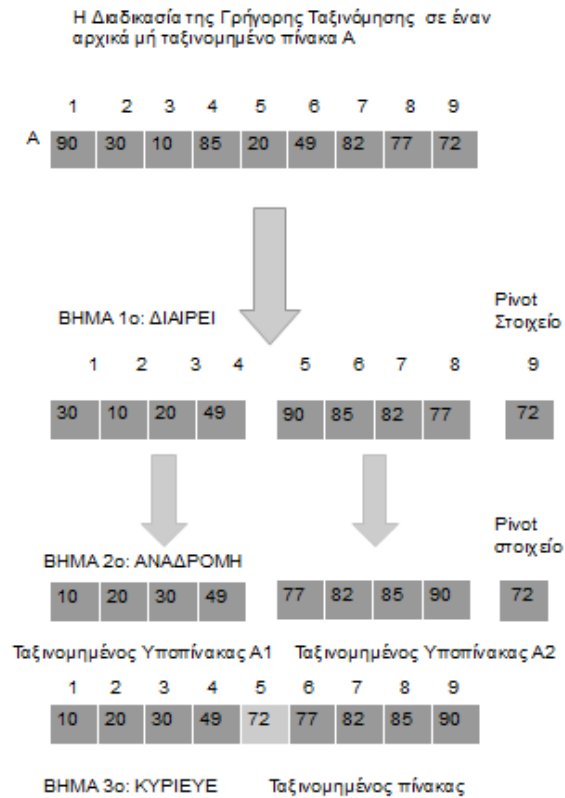 Η Διαδικασία της Γρήγορης Ταξινόμησης σε έναν
αρχικά μή ταξινομημένο πίνακα Α
1 2 3 4 5 6 7 8 9
Α 90 30 10 85 20 49 82 77 72
ΒΗΜΑ 1ο: ΔΙΑΙΡΕΙ
Pivot
Στοιχείο
1 2 3 4 5 6 7 8 9
30 10 20 49 90 85 82 77 72
ΒΗΜΑ 2ο: ΑΝΑΔΡΟΜΗ
Pivot
στοιχείο
10 20 30 49 77 82 85 90 72
Ταξινομημένος Υποπίνακας Α1 Ταξινομημένος Υποπίνακας Α2
1 2 3 4 5 6 7 8 9
10 20 30 49 72 77 82 85 90
ΒΗΜΑ 3ο: ΚΥΡΙΕΥΕ Ταξινομημένος πίνακας